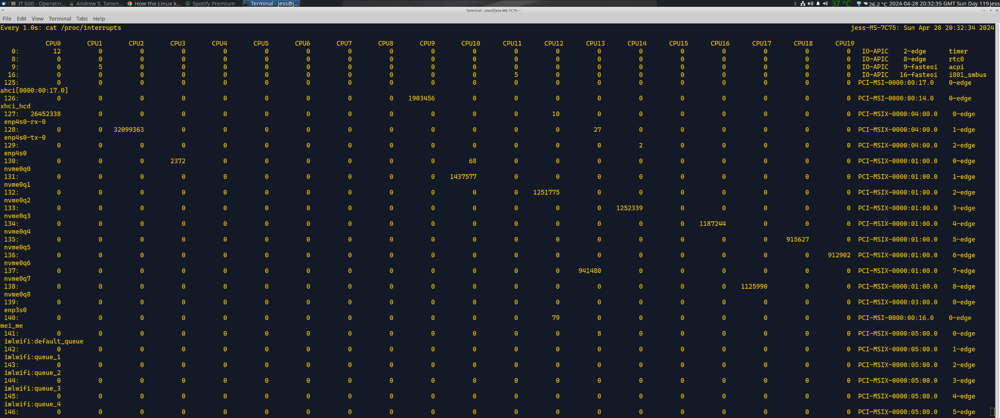 IT 600 - Operatin... Andrew S. Tanen... How the Linux k... Spotify Premium Terminal - jess@j... 37 °C 26.2 °C 2024-04-28 20:32:35 GMT Sun Day 119 jess
Terminal - jess@jess-MS-7C75: ~
File Edit View Terminal Tabs Help
Every 1.0s: cat /proc/interrupts jess-MS-7C75: Sun Apr 28 20:32:34 2024
CPU0 CPU1 CPU2 CPU3 CPU4 CPU5 CPU6 CPU7 CPU8 CPU9 CPU10 CPU11 CPU12 CPU13 CPU14 CPU15 CPU16 CPU17 CPU18 CPU19
0: 12 0 0 0 0 0 0 0 0 0 0 0 0 0 0 0 0 0 0 0 IO-APIC 2-edge timer
8: 0 0 0 0 0 0 0 0 0 0 0 0 0 0 0 0 0 0 0 0 IO-APIC 8-edge rtc0
9: 0 5 0 0 0 0 0 0 0 0 0 0 0 0 0 0 0 0 0 0 IO-APIC 9-fasteoi acpi
16: 0 0 0 0 0 0 0 0 0 0 0 5 0 0 0 0 0 0 0 0 IO-APIC 16-fasteoi i801_smbus
125: 0 0 0 0 0 0 0 0 0 0 0 0 0 0 0 0 0 0 0 0 PCI-MSI-0000:00:17.0 0-edge
ahci[0000:00:17.0]
126: 0 0 0 0 0 0 0 0 0 1903456 0 0 0 0 0 0 0 0 0 0 PCI-MSI-0000:00:14.0 0-edge
xhci_hcd
127: 26452338 0 0 0 0 0 0 0 0 0 0 0 10 0 0 0 0 0 0 0 PCI-MSIX-0000:04:00.0 0-edge
enp4s0-rx-0
128: 0 0 32099363 0 0 0 0 0 0 0 0 0 0 27 0 0 0 0 0 0 PCI-MSIX-0000:04:00.0 1-edge
enp4s0-tx-0
129: 0 0 0 0 0 0 0 0 0 0 0 0 0 0 2 0 0 0 0 0 PCI-MSIX-0000:04:00.0 2-edge
enp4s0
130: 0 0 0 2372 0 0 0 0 0 0 68 0 0 0 0 0 0 0 0 0 PCI-MSIX-0000:01:00.0 0-edge
nvme0q0
131: 0 0 0 0 0 0 0 0 0 0 1437577 0 0 0 0 0 0 0 0 0 PCI-MSIX-0000:01:00.0 1-edge
nvme0q1
132: 0 0 0 0 0 0 0 0 0 0 0 0 1251775 0 0 0 0 0 0 0 PCI-MSIX-0000:01:00.0 2-edge
nvme0q2
133: 0 0 0 0 0 0 0 0 0 0 0 0 0 0 1252339 0 0 0 0 0 PCI-MSIX-0000:01:00.0 3-edge
nvme0q3
134: 0 0 0 0 0 0 0 0 0 0 0 0 0 0 0 0 1187244 0 0 0 PCI-MSIX-0000:01:00.0 4-edge
nvme0q4
135: 0 0 0 0 0 0 0 0 0 0 0 0 0 0 0 0 0 0 915627 0 PCI-MSIX-0000:01:00.0 5-edge
nvme0q5
136: 0 0 0 0 0 0 0 0 0 0 0 0 0 0 0 0 0 0 0 912902 PCI-MSIX-0000:01:00.0 6-edge
nvme0q6
137: 0 0 0 0 0 0 0 0 0 0 0 0 0 941480 0 0 0 0 0 0 PCI-MSIX-0000:01:00.0 7-edge
nvme0q7
138: 0 0 0 0 0 0 0 0 0 0 0 0 0 0 0 0 0 1125990 0 0 PCI-MSIX-0000:01:00.0 8-edge
nvme0q8
139: 0 0 0 0 0 0 0 0 0 0 0 0 0 0 0 0 0 0 0 0 PCI-MSIX-0000:03:00.0 0-edge
enp3s0
140: 0 0 0 0 0 0 0 0 0 0 0 0 79 0 0 0 0 0 0 0 PCI-MSI-0000:00:16.0 0-edge
mei_me
141: 0 0 0 0 0 0 0 0 0 0 0 0 0 8 0 0 0 0 0 0 PCI-MSIX-0000:05:00.0 0-edge
iwlwifi:default_queue
142: 0 0 0 0 0 0 0 0 0 0 0 0 0 0 0 0 0 0 0 0 PCI-MSIX-0000:05:00.0 1-edge
iwlwifi:queue_1
143: 0 0 0 0 0 0 0 0 0 0 0 0 0 0 0 0 0 0 0 0 PCI-MSIX-0000:05:00.0 2-edge
iwlwifi:queue_2
144: 0 0 0 0 0 0 0 0 0 0 0 0 0 0 0 0 0 0 0 0 PCI-MSIX-0000:05:00.0 3-edge
iwlwifi:queue_3
145: 0 0 0 0 0 0 0 0 0 0 0 0 0 0 0 0 0 0 0 0 PCI-MSIX-0000:05:00.0 4-edge
iwlwifi:queue_4
146: 0 0 0 0 0 0 0 0 0 0 0 0 0 0 0 0 0 0 0 0 PCI-MSIX-0000:05:00.0 5-edge